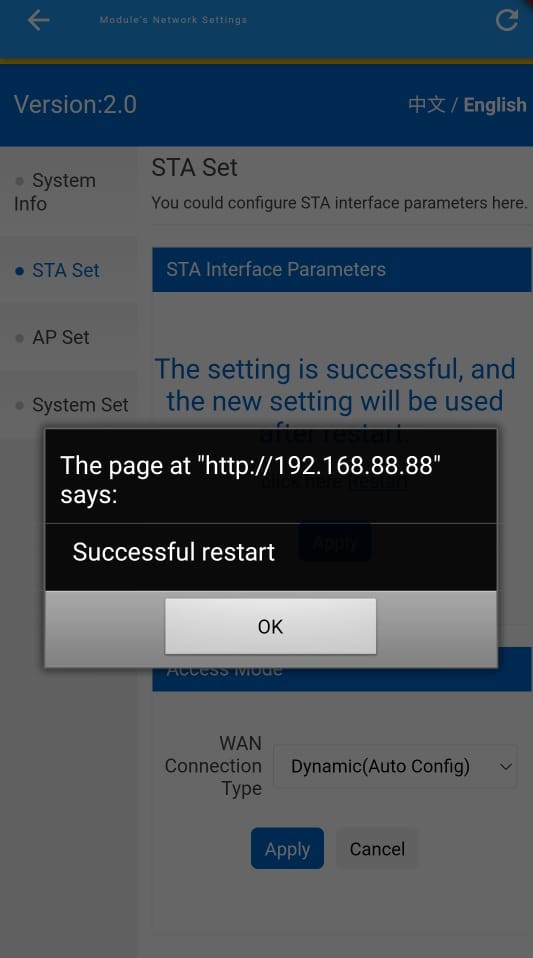 Module's Network Settings
Version:2.0
中文 / English
System
Info
STA Set
AP Set
System Set
STA Set
You could configure STA interface parameters here.
STA Interface Parameters
The setting is successful, and
the new setting will be used
after restart.
click here Restart
Apply
The page at "http://192.168.88.88"
says:
Successful restart
OK
Access Mode
WAN
Connection
Type
Dynamic(Auto Config)
Apply
Cancel